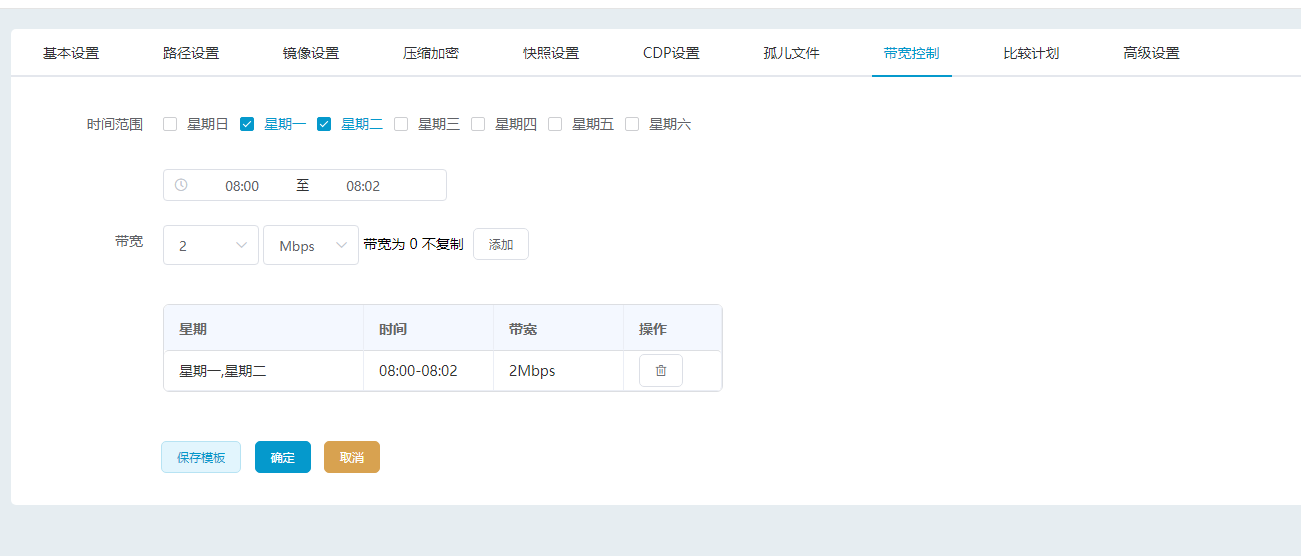 基本设置 路径设置 镜像设置 压缩加密 快照设置 CDP设置 孤儿文件 带宽控制 比较计划 高级设置
时间范围 星期日 星期一 星期二 星期三 星期四 星期五 星期六
08:00 至 08:02
带宽 2 Mbps 带宽为 0 不复制 添加
星期 时间 带宽 操作
星期一,星期二 08:00-08:02 2Mbps
保存模板 确定 取消